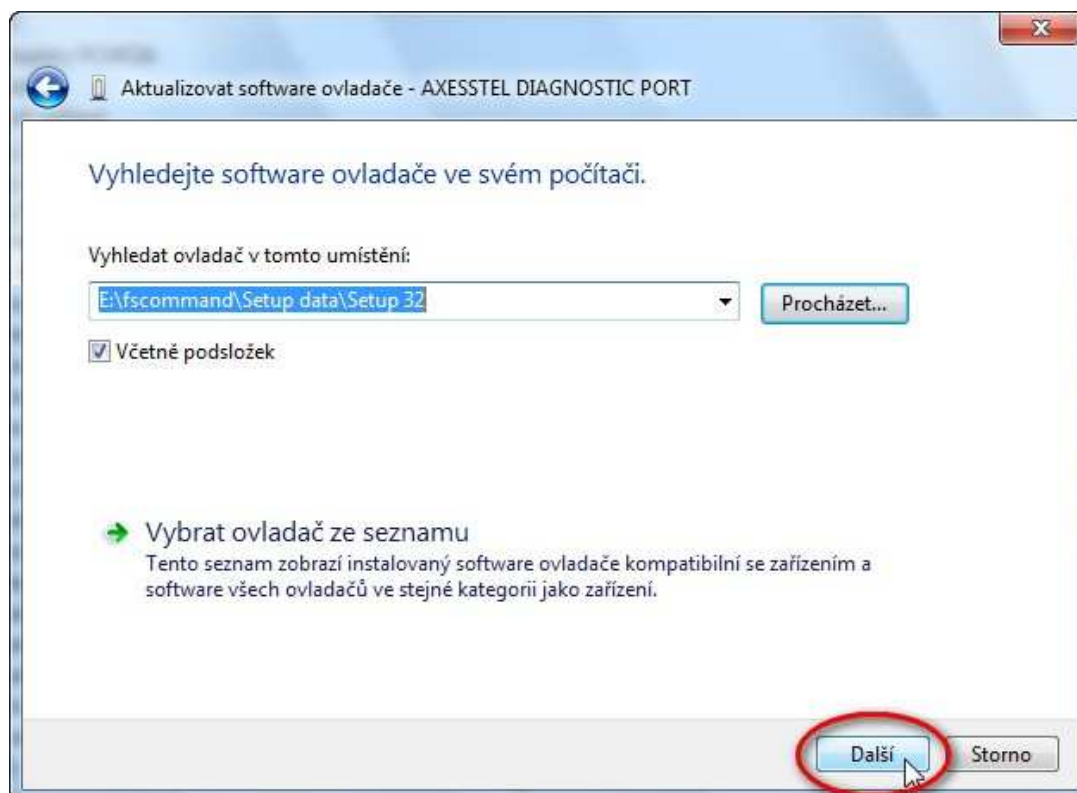 Aktualizovat software ovladače - AXESSTEL DIAGNOSTIC PORT
Vyhledejte software ovladače ve svém počítači.
Vyhledat ovladač v tomto umístění:
E:\fscommand\Setup data\Setup 32
Procházet...
Včetně podsložek
Vybrat ovladač ze seznamu
Tento seznam zobrazí instalovaný software ovladače kompatibilní se zařízením a
software všech ovladačů ve stejné kategorii jako zařízení.
Další
Storno